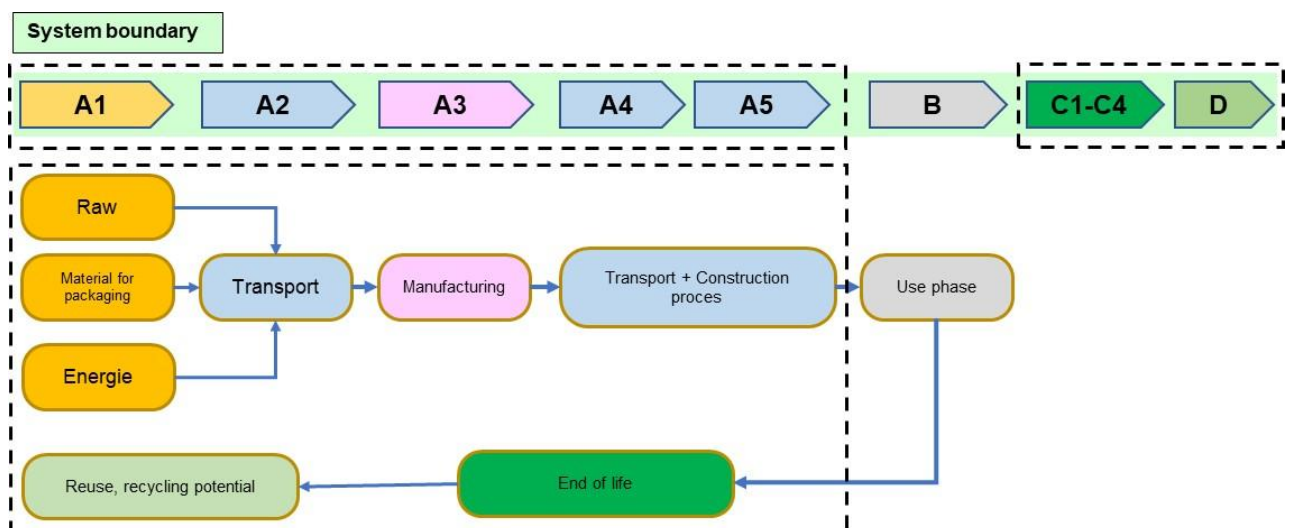 System boundary
A1
A2
A3
A4
A5
B
C1-C4
D
Raw
Material for
packaging
Energie
Transport
Manufacturing
Transport + Construction
proces
Use phase
End of life
Reuse, recycling potential